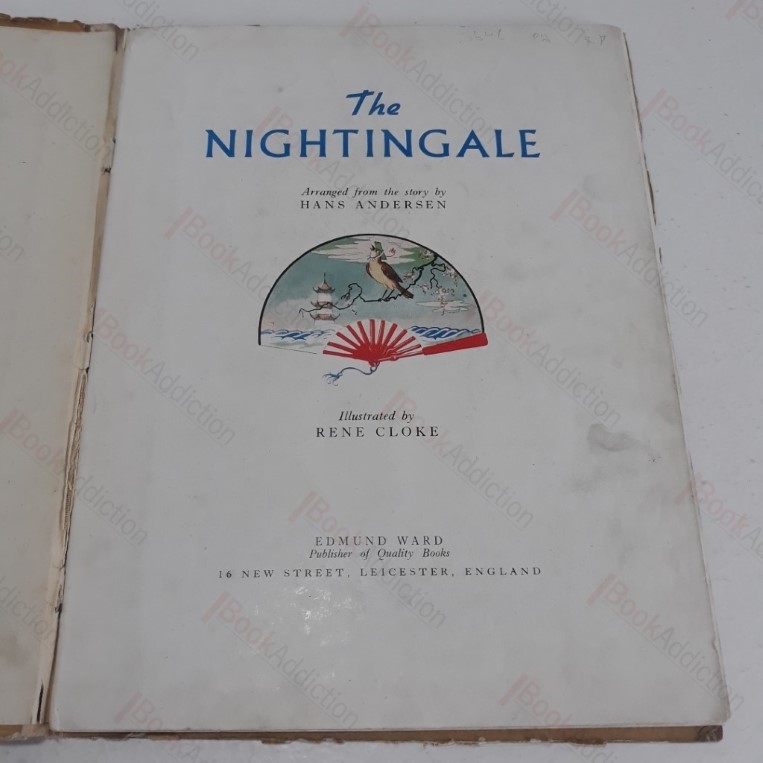 The
NIGHTINGALE
Arranged from the story by
HANS ANDERSEN
Illustrated by
RENE CLOKE
EDMUND WARD
Publisher of Quality Books
16 NEW STREET, LEICESTER, ENGLAND
BookAddiction